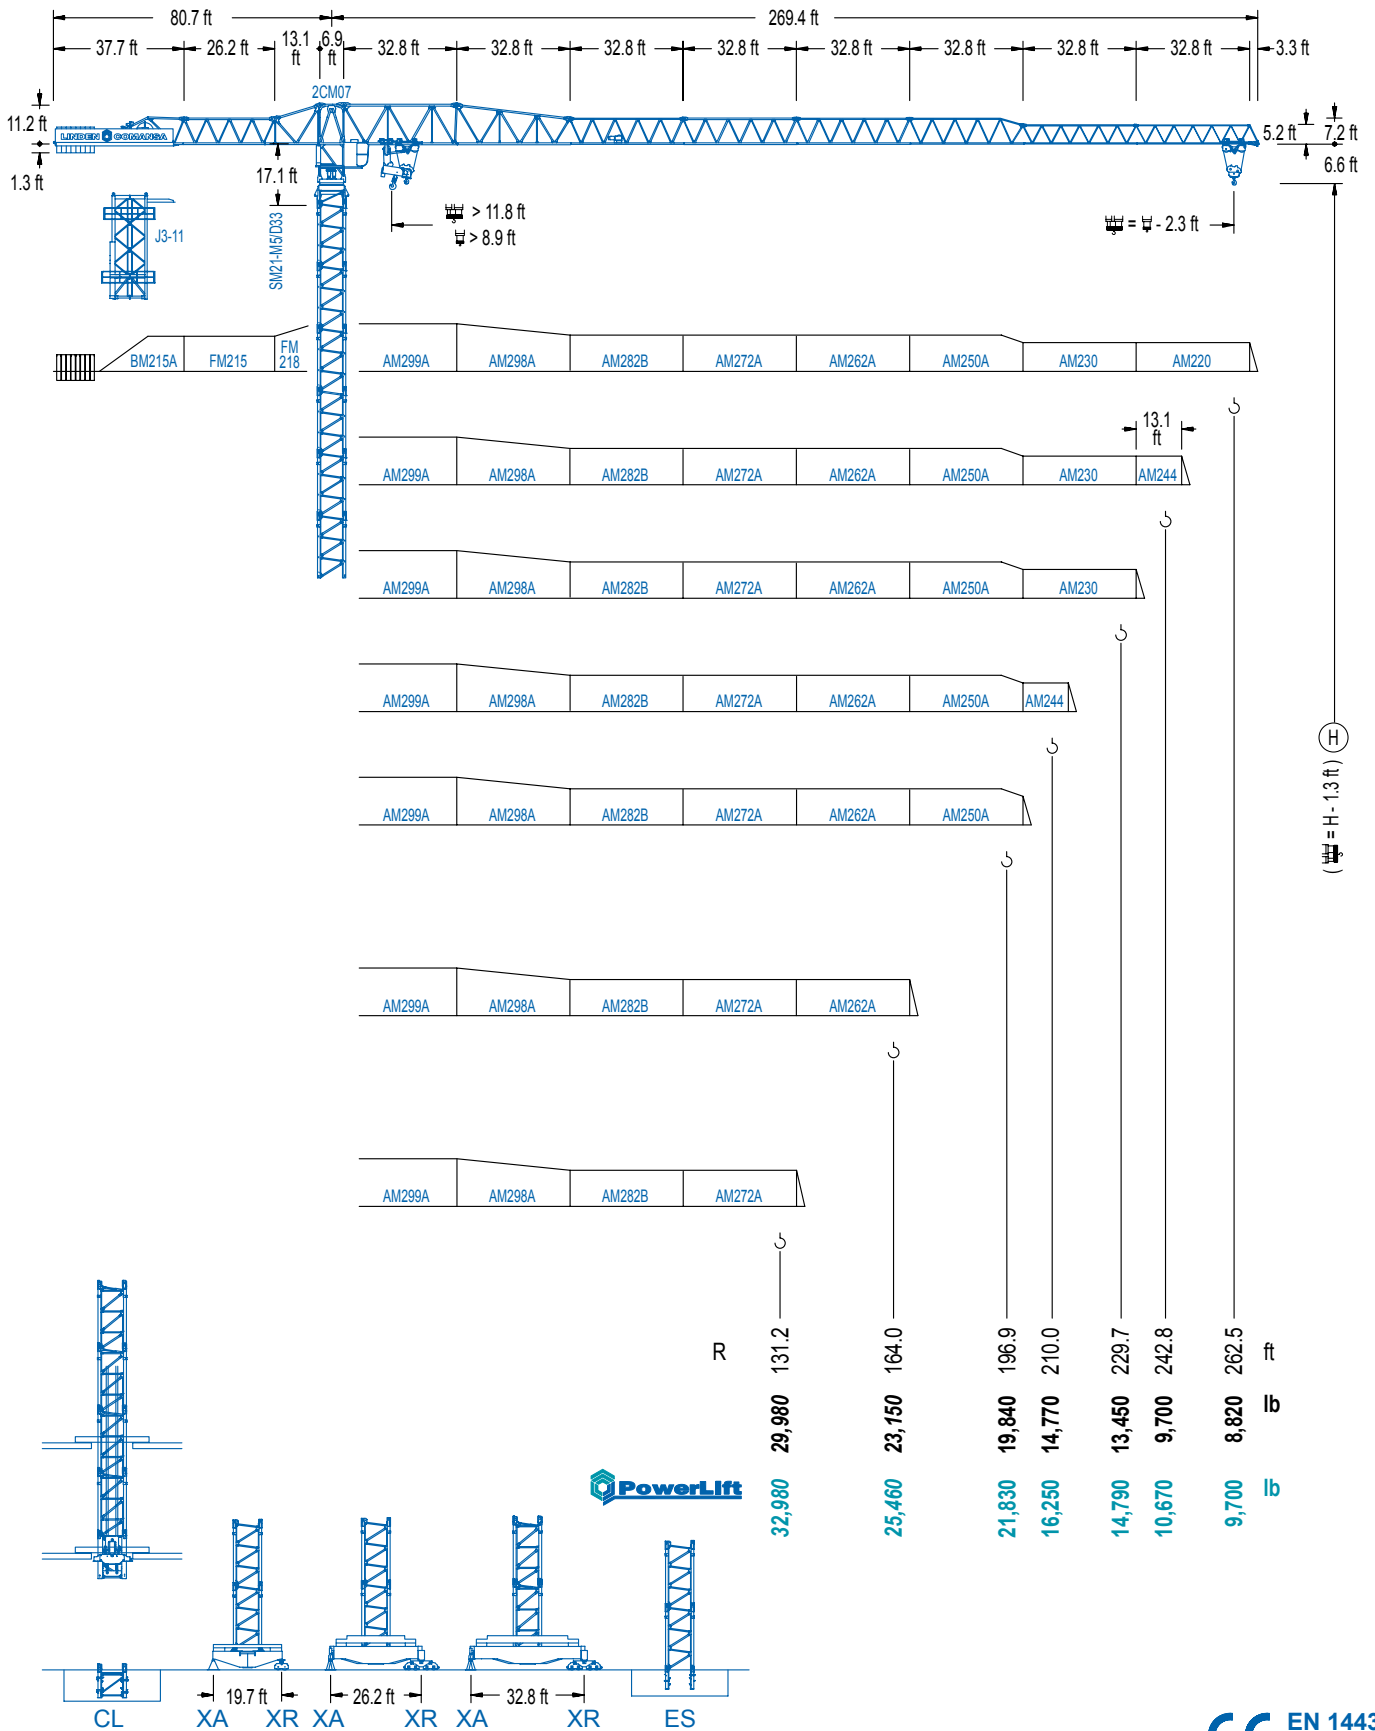 80.7 ft 269.4 ft
37.7 ft 26.2 ft 13.1 ft 6.9 ft 32.8 ft 32.8 ft 32.8 ft 32.8 ft 32.8 ft 32.8 ft 32.8 ft 32.8 ft 3.3 ft
2CM07
11.2 ft LINDEN COMANSA 5.2 ft 7.2 ft
1.3 ft 17.1 ft 6.6 ft
J3-11
SM21-M5/D33
> 11.8 ft
> 8.9 ft
= - 2.3 ft
BM215A FM215 FM 218 AM299A AM298A AM282B AM272A AM262A AM250A AM230 AM220
13.1 ft
AM299A AM298A AM282B AM272A AM262A AM250A AM230 AM244
AM299A AM298A AM282B AM272A AM262A AM250A AM230
AM299A AM298A AM282B AM272A AM262A AM250A AM244
H
( = H - 1.3 ft )
AM299A AM298A AM282B AM272A AM262A AM250A
AM299A AM298A AM282B AM272A AM262A
AM299A AM298A AM282B AM272A
R 131.2 164.0 196.9 210.0 229.7 242.8 262.5 ft
29,980 23,150 19,840 14,770 13,450 9,700 8,820 lb
PowerLift 32,980 25,460 21,830 16,250 14,790 10,670 9,700 lb
19.7 ft 26.2 ft 32.8 ft
CL XA XR XA XR XA XR ES
CE EN 1443